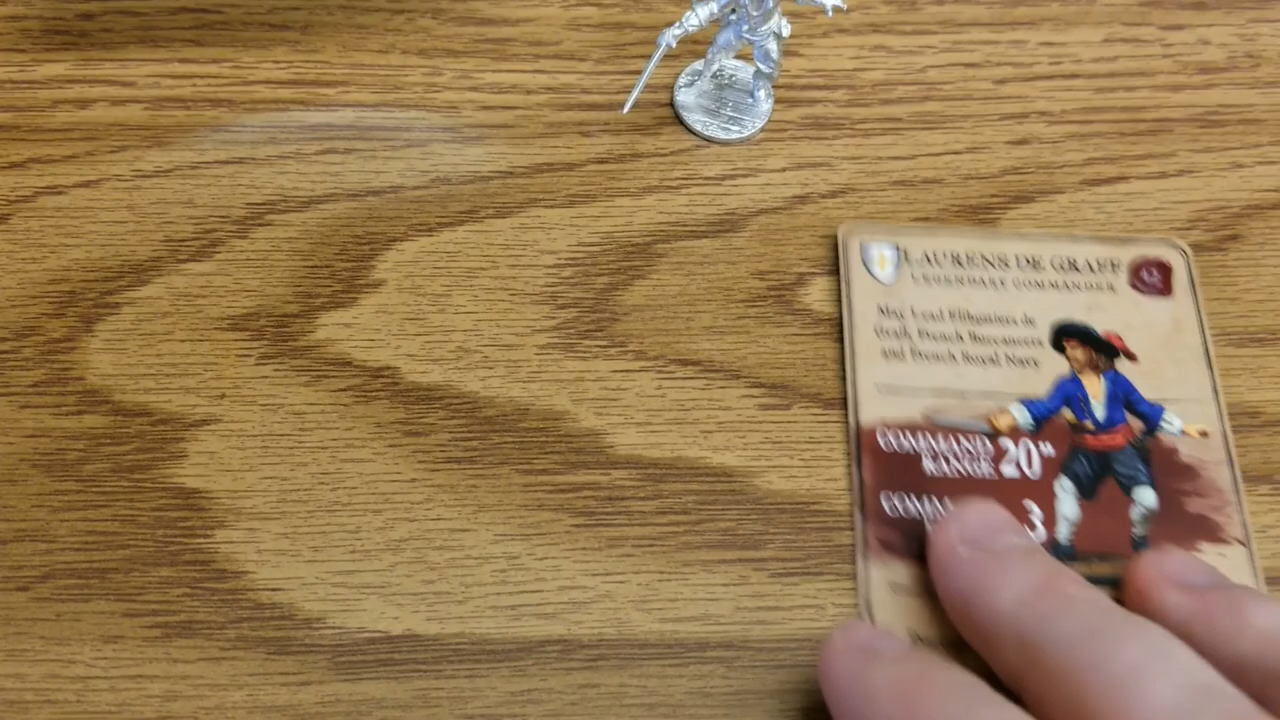 LAURENS DE GRAFF
LEGENDARY COMMANDER
May Lead Flibustiers de
Graff, French Buccaneers
and French Royal Navy
COMMAND
RANGE 20"
COMM
3